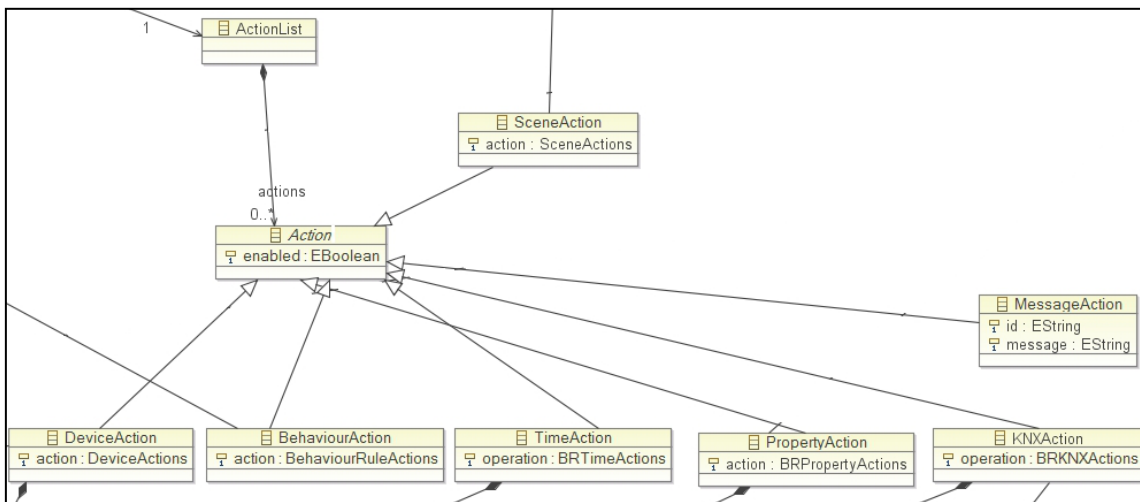 ActionList
1
SceneAction
action : SceneActions
actions
0..*
Action
enabled : EBoolean
MessageAction
id : EString
message : EString
DeviceAction
action : DeviceActions
BehaviourAction
action : BehaviourRuleActions
TimeAction
operation : BRTimeActions
PropertyAction
action : BRPropertyActions
KNXAction
operation : BRKNXActions